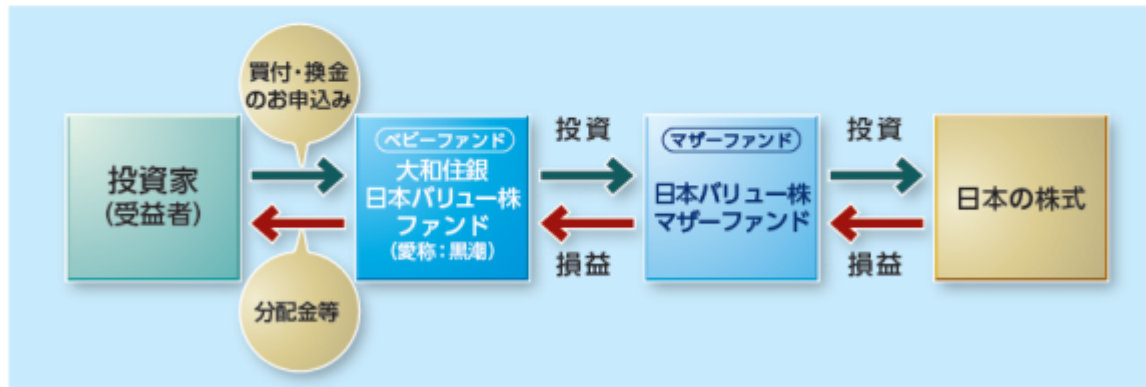 買付・換金
のお申込み
投資家
(受益者)
分配金等
ベビーファンド
大和住銀
日本バリュー株
ファンド
(愛称:黒潮)
投資
損益
マザーファンド
日本バリュー株
マザーファンド
投資
損益
日本の株式